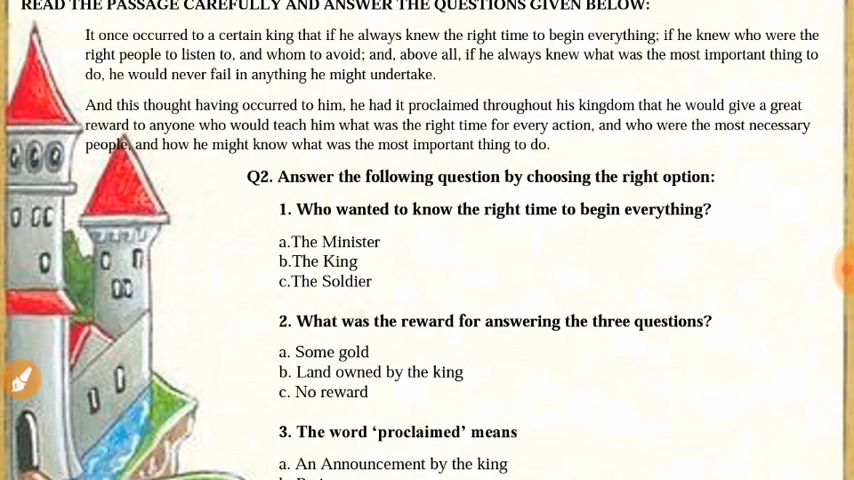 READ THE PASSAGE CAREFULLY AND ANSWER THE QUESTIONS GIVEN BELOW:
It once occurred to a certain king that if he always knew the right time to begin everything; if he knew who were the
right people to listen to, and whom to avoid; and, above all, if he always knew what was the most important thing to
do, he would never fail in anything he might undertake.
And this thought having occurred to him, he had it proclaimed throughout his kingdom that he would give a great
reward to anyone who would teach him what was the right time for every action, and who were the most necessary
people, and how he might know what was the most important thing to do.
Q2. Answer the following question by choosing the right option:
1. Who wanted to know the right time to begin everything?
a.The Minister
b.The King
c.The Soldier
2. What was the reward for answering the three questions?
a. Some gold
b. Land owned by the king
c. No reward
3. The word ‘proclaimed’ means
a. An Announcement by the king